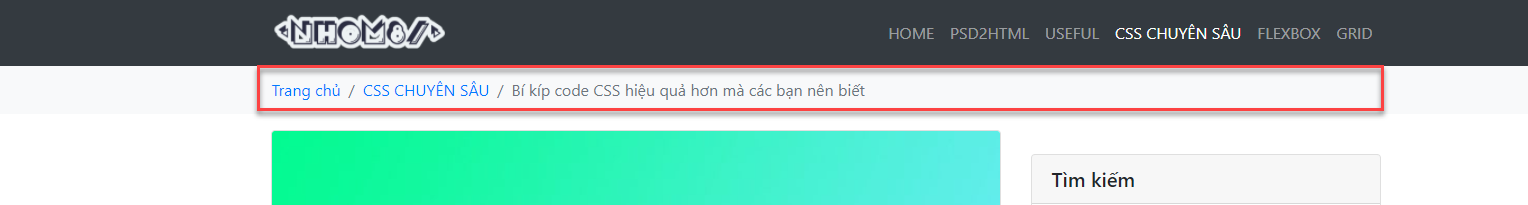 <NHOM8/>
HOME PSD2HTML USEFUL CSS CHUYÊN SÂU FLEXBOX GRID
Trang chủ / CSS CHUYÊN SÂU / Bí kíp code CSS hiệu quả hơn mà các bạn nên biết
Tìm kiếm